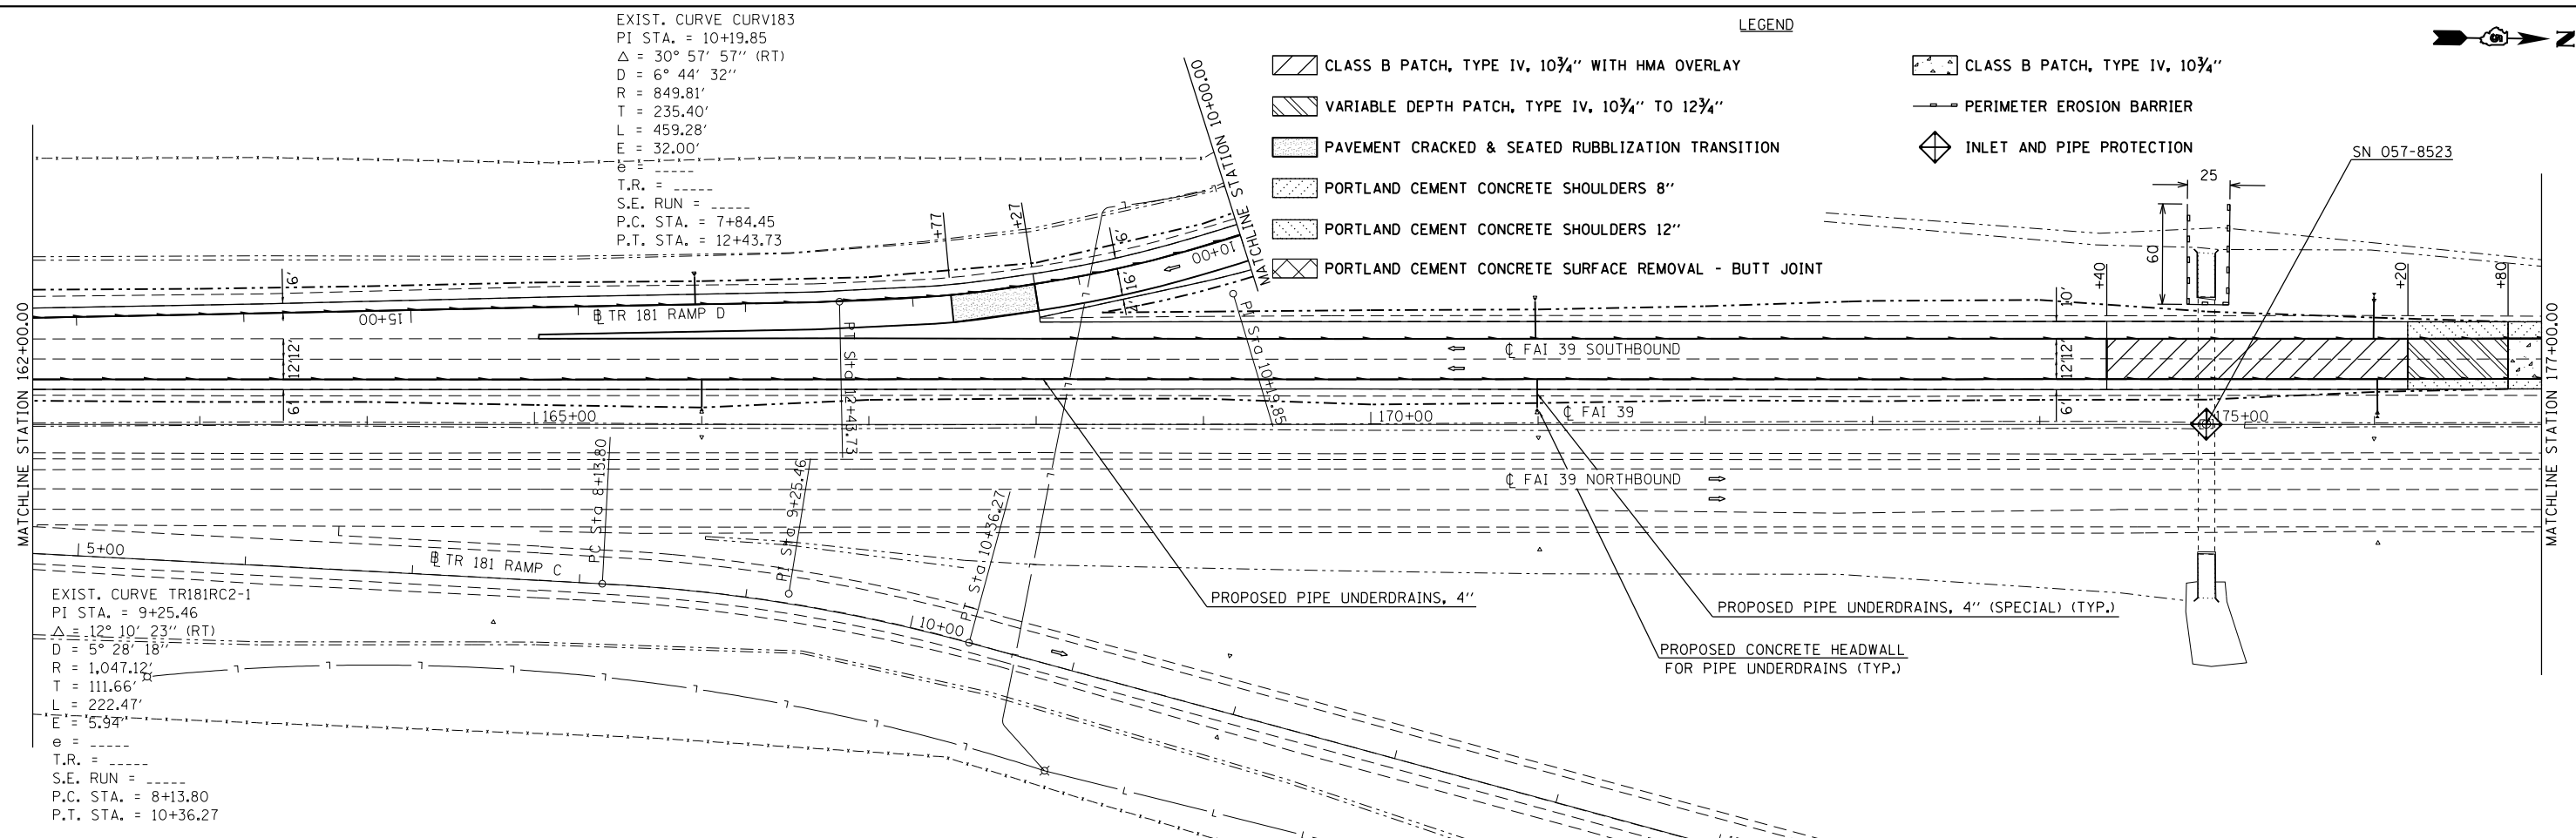 EXIST. CURVE CURV183
PI STA. = 10+19.85
△ = 30° 57' 57'' (RT)
D = 6° 44' 32''
R = 849.81'
T = 235.40'
L = 459.28'
E = 32.00'
e = _____
T.R. = _____
S.E. RUN = _____
P.C. STA. = 7+84.45
P.T. STA. = 12+43.73
LEGEND
CLASS B PATCH, TYPE IV, 10¾'' WITH HMA OVERLAY
VARIABLE DEPTH PATCH, TYPE IV, 10¾'' TO 12¾''
PAVEMENT CRACKED & SEATED RUBBLIZATION TRANSITION
PORTLAND CEMENT CONCRETE SHOULDERS 8''
PORTLAND CEMENT CONCRETE SHOULDERS 12''
PORTLAND CEMENT CONCRETE SURFACE REMOVAL - BUTT JOINT
CLASS B PATCH, TYPE IV, 10¾''
PERIMETER EROSION BARRIER
INLET AND PIPE PROTECTION
N
SN 057-8523
25
60
MATCHLINE STATION 10+00.00
MATCHLINE STATION 162+00.00
MATCHLINE STATION 177+00.00
+77
+27
+40
+20
+80
6'
16'
4'
10+00
6'
15+00
℄ TR 181 RAMP D
12'12'
6'
10'
12'12'
6'
℄ FAI 39 SOUTHBOUND
PT Sta 12+43.73
PI Sta 10+19.85
165+00
170+00
℄ FAI 39
175+00
℄ FAI 39 NORTHBOUND
PC Sta 8+13.80
PI Sta 9+25.46
PT Sta 10+36.27
5+00
℄ TR 181 RAMP C
10+00
PROPOSED PIPE UNDERDRAINS, 4''
PROPOSED PIPE UNDERDRAINS, 4'' (SPECIAL) (TYP.)
PROPOSED CONCRETE HEADWALL
FOR PIPE UNDERDRAINS (TYP.)
EXIST. CURVE TR181RC2-1
PI STA. = 9+25.46
△ = 12° 10' 23'' (RT)
D = 5° 28' 18''
R = 1,047.12'
T = 111.66'
L = 222.47'
E = 5.94'
e = _____
T.R. = _____
S.E. RUN = _____
P.C. STA. = 8+13.80
P.T. STA. = 10+36.27